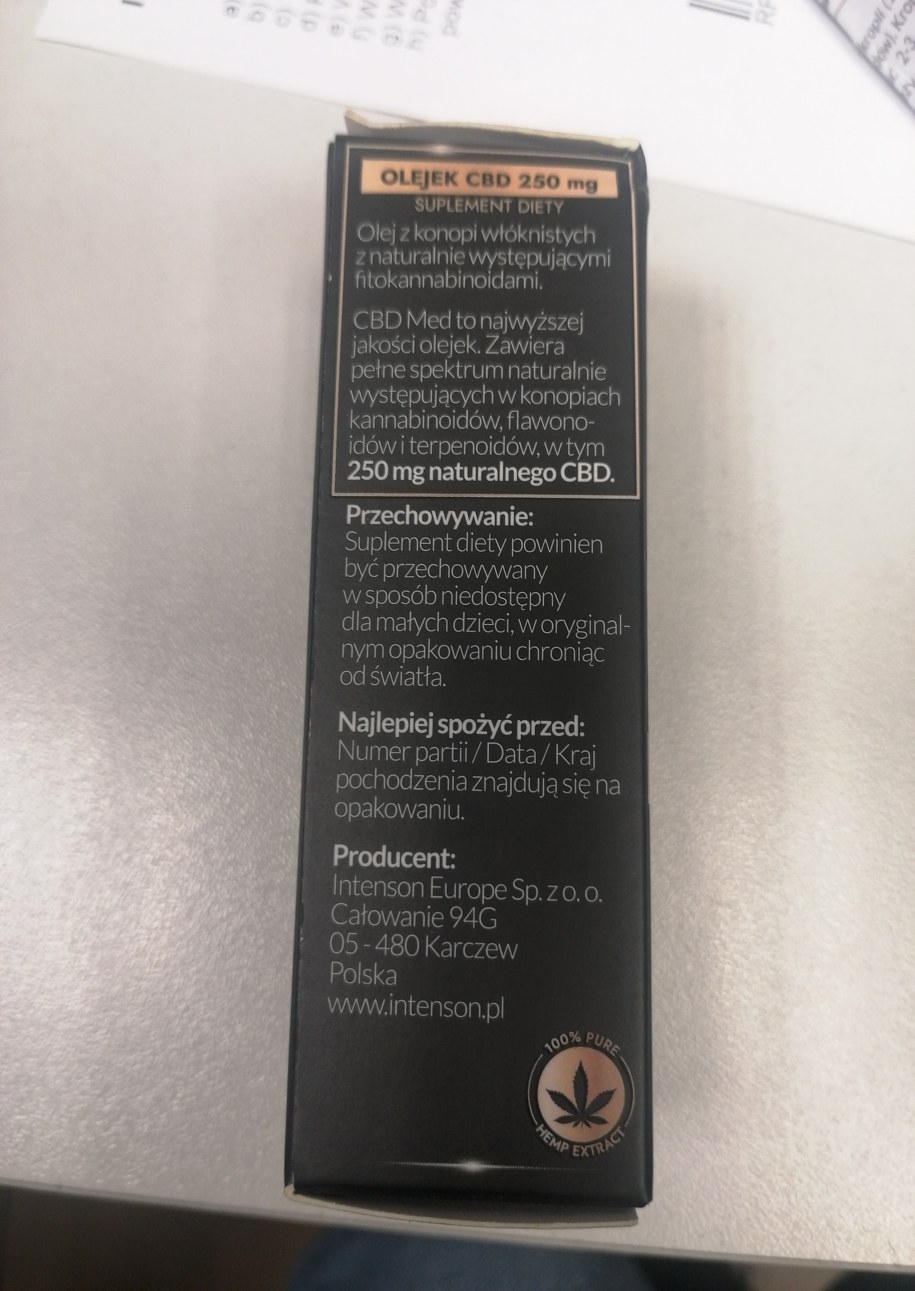 a)
b)
c)
d)
e)
f) W
g) W
h) Po
pow
OLEJEK CBD 250 mg
SUPLEMENT DIETY
Olej z konopi włóknistych
z naturalnie występującymi
fitokannabinoidami.
CBD Med to najwyższej
jakości olejek. Zawiera
pełne spektrum naturalnie
występujących w konopiach
kannabinoidów, flawono-
idów i terpenoidów, w tym
250 mg naturalnego CBD.
Przechowywanie:
Suplement diety powinien
być przechowywany
w sposób niedostępny
dla małych dzieci, w oryginal-
nym opakowaniu chroniąc
od światła.
Najlepiej spożyć przed:
Numer partii / Data / Kraj
pochodzenia znajdują się na
opakowaniu.
Producent:
Intenson Europe Sp. z o. o.
Całowanie 94G
05 - 480 Karczew
Polska
www.intenson.pl
100% PURE
HEMP EXTRACT